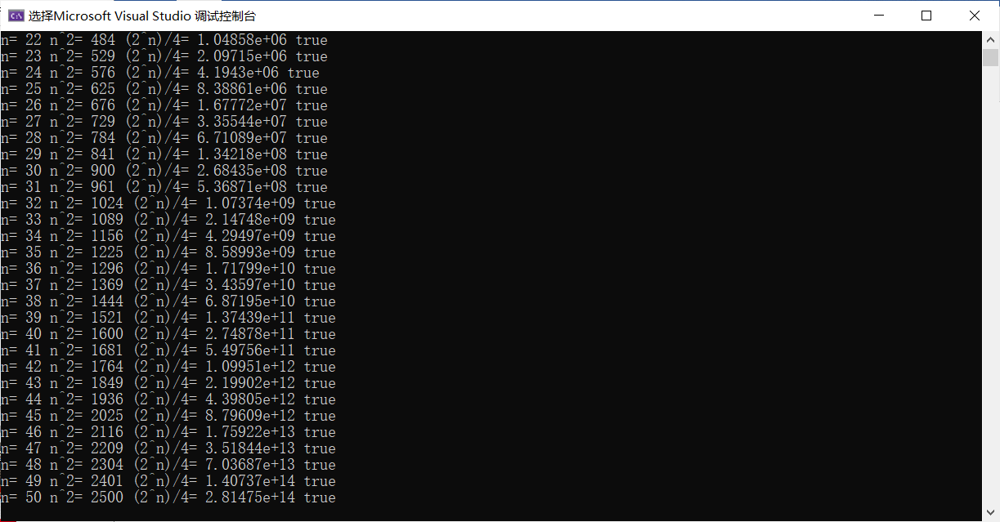 选择Microsoft Visual Studio 调试控制台
n= 22 n^2= 484 (2^n)/4= 1.04858e+06 true
n= 23 n^2= 529 (2^n)/4= 2.09715e+06 true
n= 24 n^2= 576 (2^n)/4= 4.1943e+06 true
n= 25 n^2= 625 (2^n)/4= 8.38861e+06 true
n= 26 n^2= 676 (2^n)/4= 1.67772e+07 true
n= 27 n^2= 729 (2^n)/4= 3.35544e+07 true
n= 28 n^2= 784 (2^n)/4= 6.71089e+07 true
n= 29 n^2= 841 (2^n)/4= 1.34218e+08 true
n= 30 n^2= 900 (2^n)/4= 2.68435e+08 true
n= 31 n^2= 961 (2^n)/4= 5.36871e+08 true
n= 32 n^2= 1024 (2^n)/4= 1.07374e+09 true
n= 33 n^2= 1089 (2^n)/4= 2.14748e+09 true
n= 34 n^2= 1156 (2^n)/4= 4.29497e+09 true
n= 35 n^2= 1225 (2^n)/4= 8.58993e+09 true
n= 36 n^2= 1296 (2^n)/4= 1.71799e+10 true
n= 37 n^2= 1369 (2^n)/4= 3.43597e+10 true
n= 38 n^2= 1444 (2^n)/4= 6.87195e+10 true
n= 39 n^2= 1521 (2^n)/4= 1.37439e+11 true
n= 40 n^2= 1600 (2^n)/4= 2.74878e+11 true
n= 41 n^2= 1681 (2^n)/4= 5.49756e+11 true
n= 42 n^2= 1764 (2^n)/4= 1.09951e+12 true
n= 43 n^2= 1849 (2^n)/4= 2.19902e+12 true
n= 44 n^2= 1936 (2^n)/4= 4.39805e+12 true
n= 45 n^2= 2025 (2^n)/4= 8.79609e+12 true
n= 46 n^2= 2116 (2^n)/4= 1.75922e+13 true
n= 47 n^2= 2209 (2^n)/4= 3.51844e+13 true
n= 48 n^2= 2304 (2^n)/4= 7.03687e+13 true
n= 49 n^2= 2401 (2^n)/4= 1.40737e+14 true
n= 50 n^2= 2500 (2^n)/4= 2.81475e+14 true